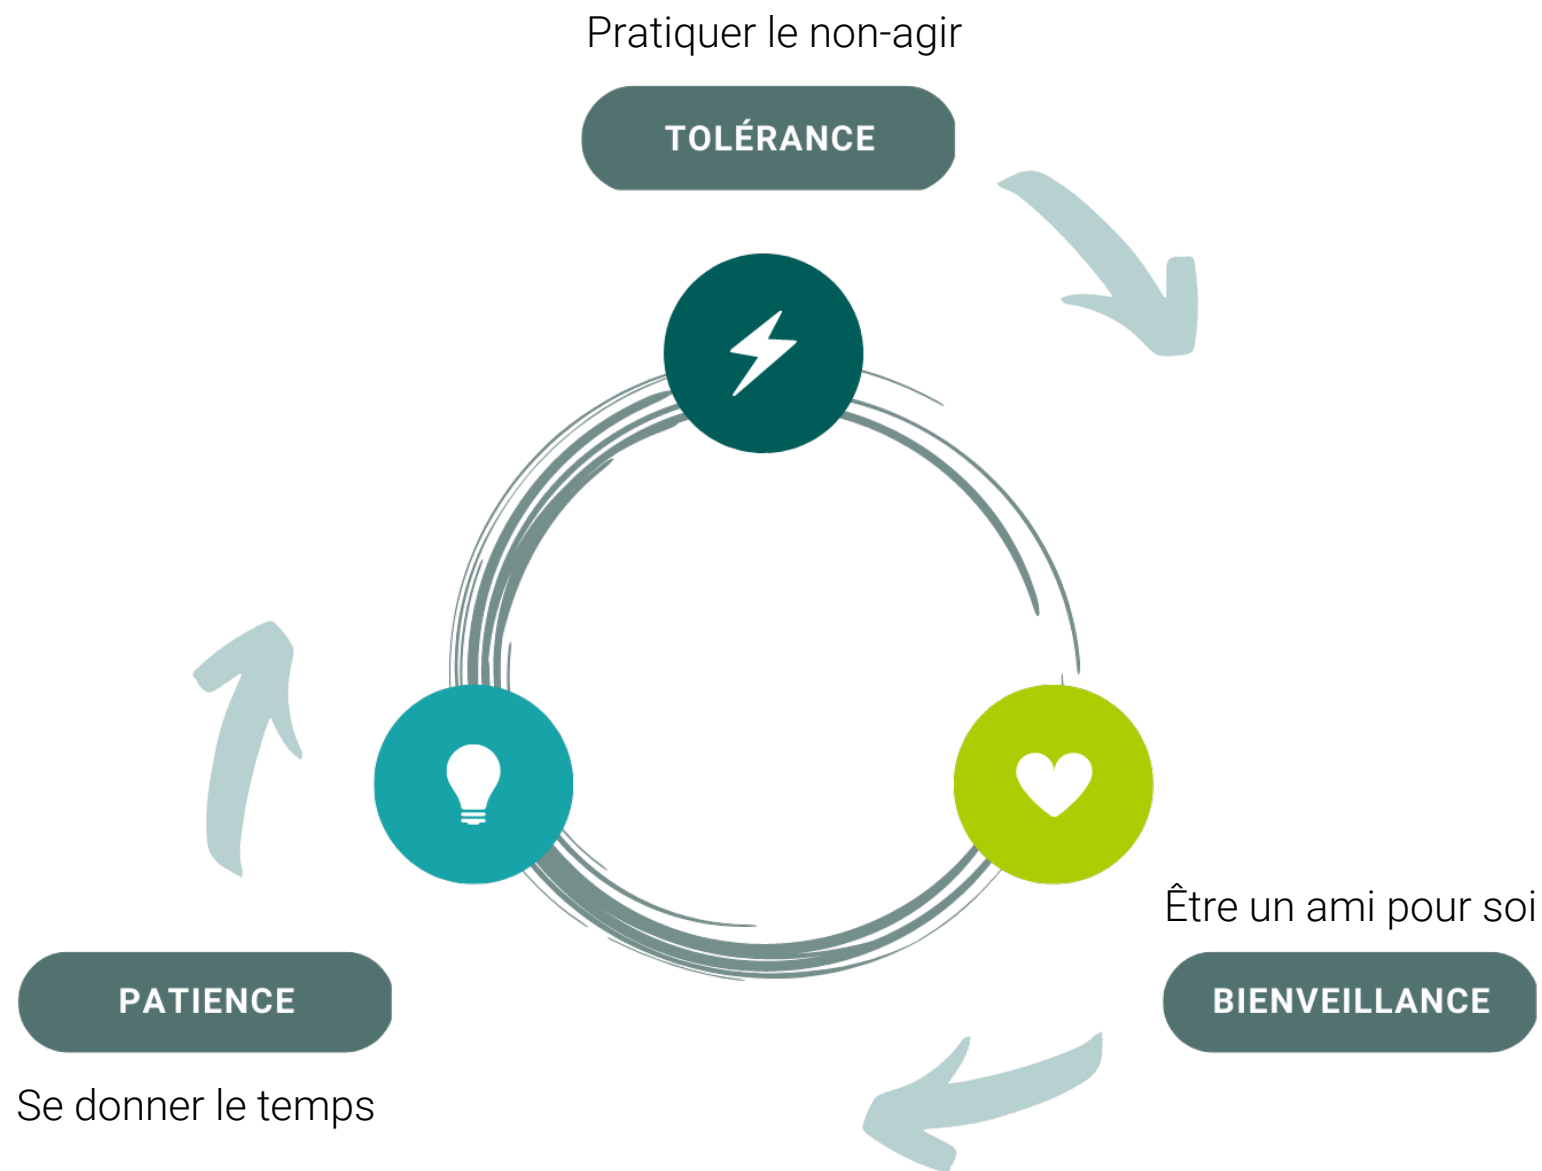 Pratiquer le non-agir
TOLÉRANCE
Être un ami pour soi
BIENVEILLANCE
PATIENCE
Se donner le temps